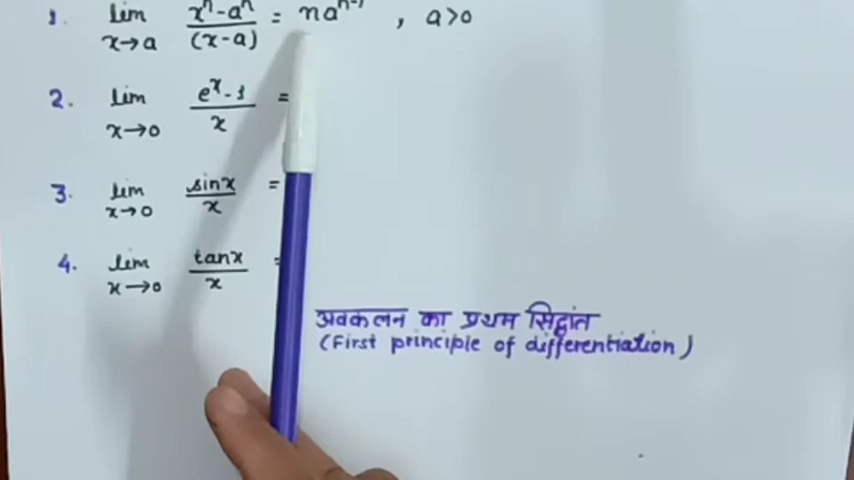 1. lim x→a (xⁿ-aⁿ)/(x-a) = naⁿ⁻¹ , a>0
2. lim x→0 (eˣ-1)/x =
3. lim x→0 sinx/x =
4. lim x→0 tanx/x =
अवकलन का प्रथम सिद्धांत
(First principle of differentiation)